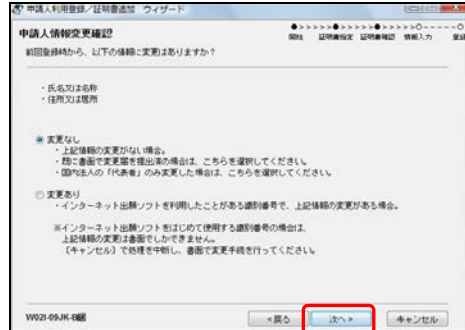 申請人利用登録／証明書追加 ウィザード
申請人情報変更確認
●>>>>>●>>>>>●>>>>>○-----○
開始 証明書指定 証明書確認 情報入力 登録
前回登録時から、以下の情報に変更はありますか？
・氏名又は名称
・住所又は居所
変更なし
・上記情報の変更がない場合。
・既に書面で変更届を提出済の場合は、こちらを選択してください。
・国内法人の「代表者」のみ変更した場合は、こちらを選択してください。
変更あり
・インターネット出願ソフトを利用したことがある識別番号で、上記情報の変更がある場合。
※インターネット出願ソフトをはじめて使用する識別番号の場合は、
上記情報の変更は書面でしかできません。
［キャンセル］で処理を中断し、書面で変更手続を行ってください。
<戻る 次へ> キャンセル